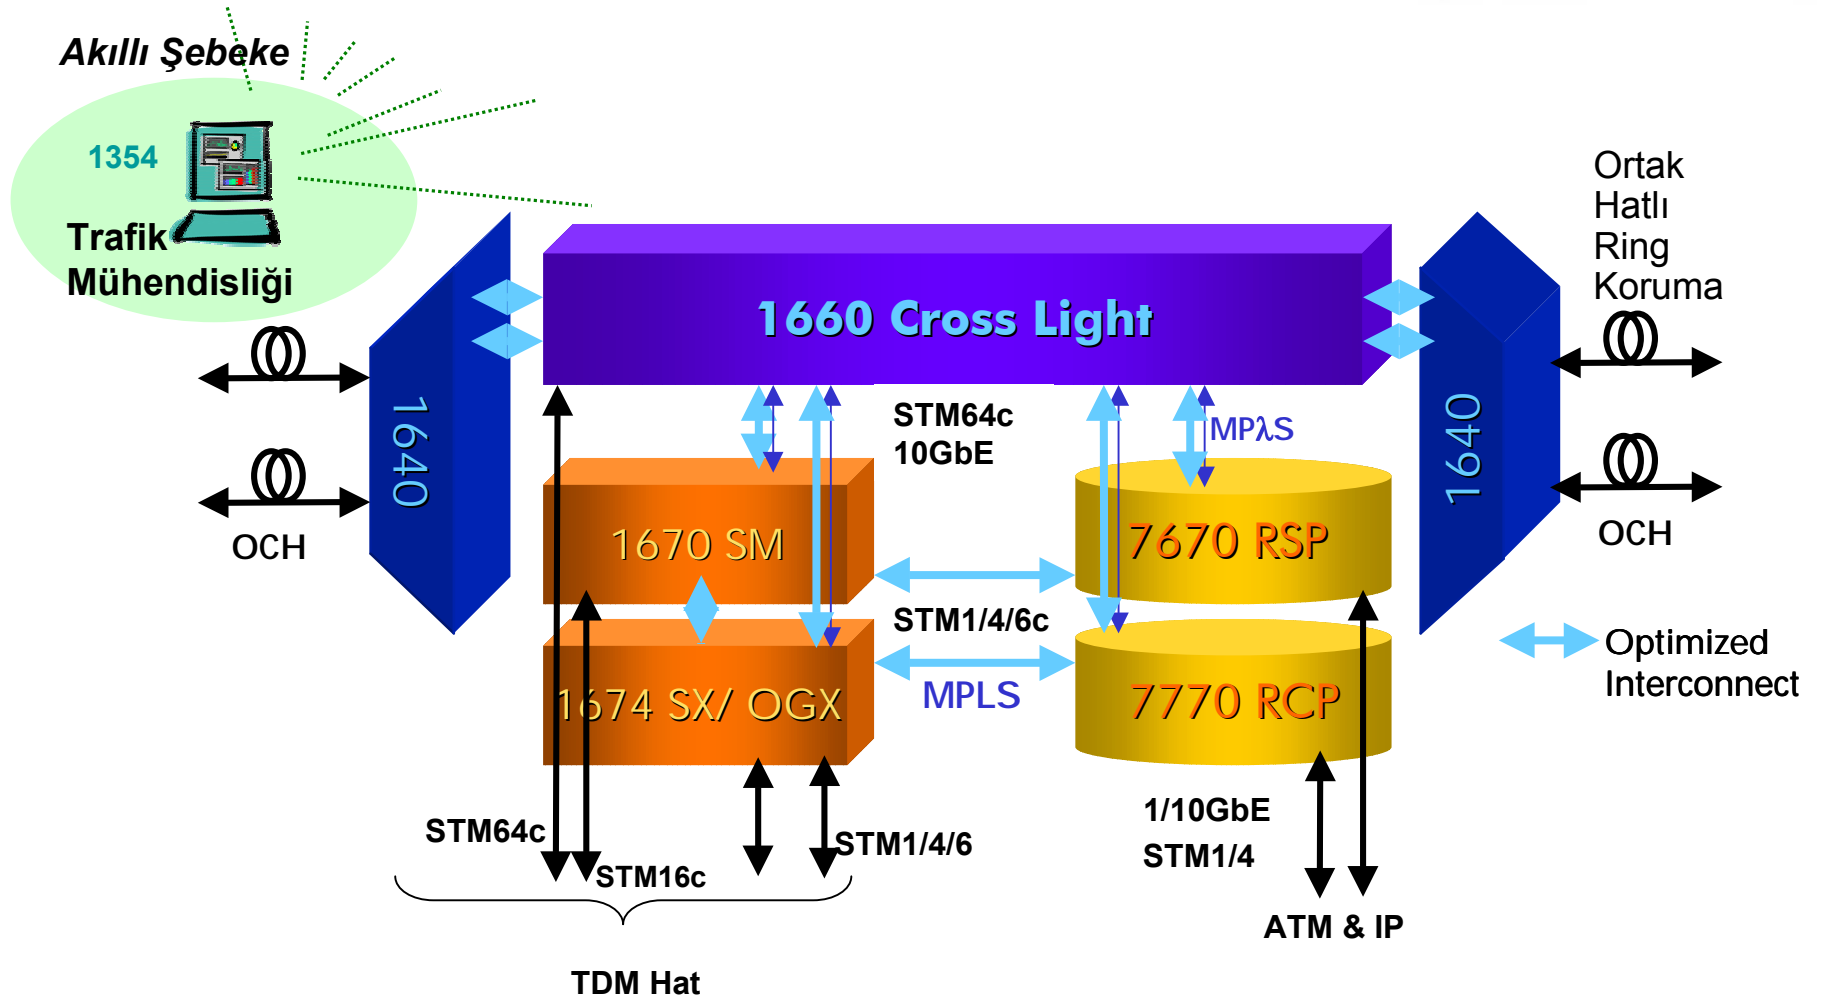 Akıllı Şebeke
1354
Trafik
Mühendisliği
Ortak
Hatlı
Ring
Koruma
1660 Cross Light
1640
1640
STM64c
10GbE
MPλS
OCH
OCH
1670 SM
7670 RSP
STM1/4/6c
Optimized
Interconnect
1674 SX/ OGX
MPLS
7770 RCP
STM64c
STM1/4/6
STM16c
1/10GbE
STM1/4
ATM & IP
TDM Hat